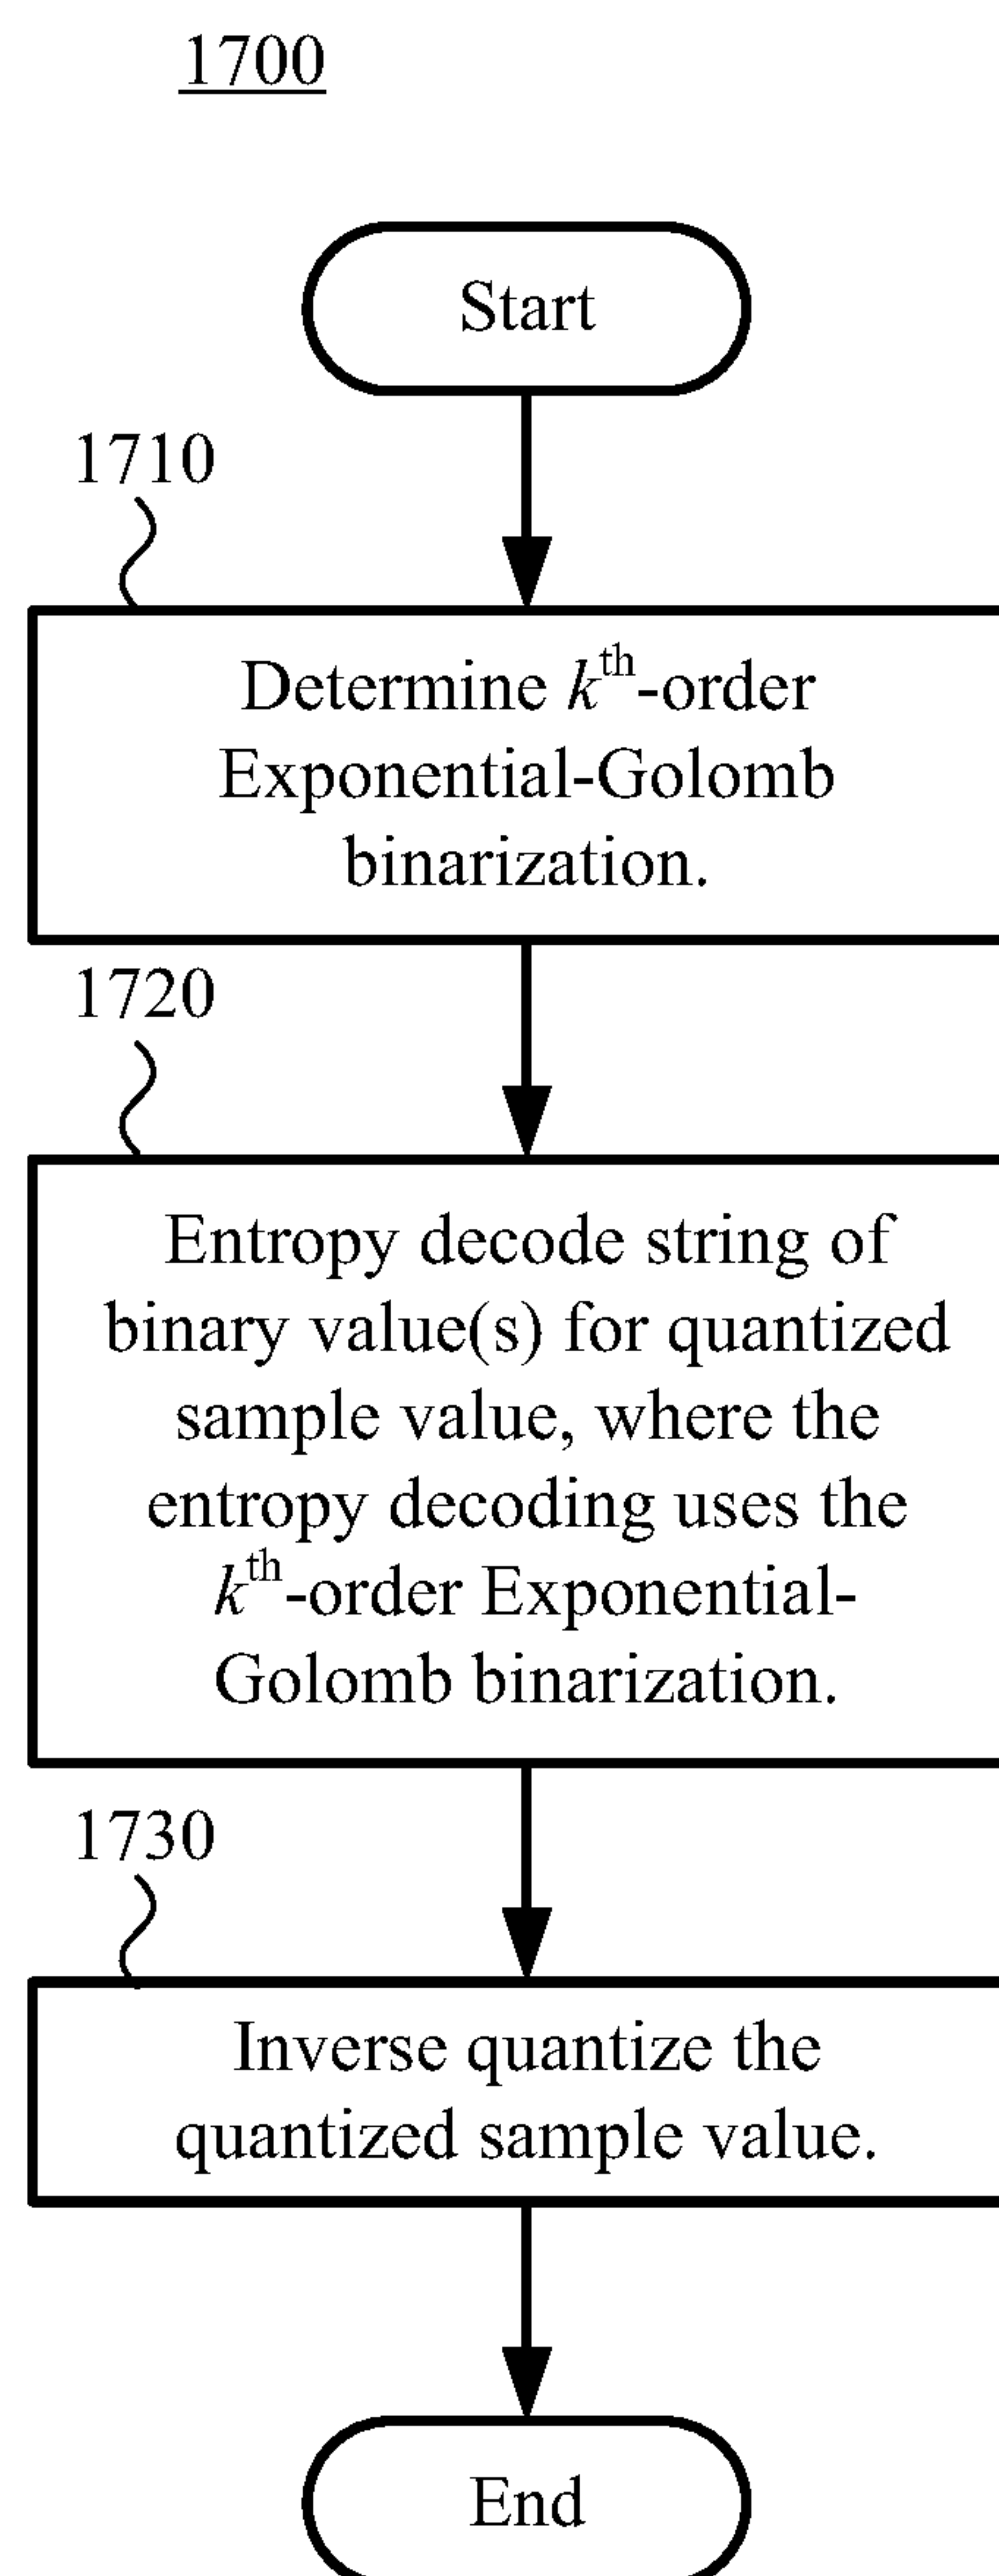 1700
Start
1710
Determine kth-order
Exponential-Golomb
binarization.
1720
Entropy decode string of
binary value(s) for quantized
sample value, where the
entropy decoding uses the
kth-order Exponential-
Golomb binarization.
1730
Inverse quantize the
quantized sample value.
End